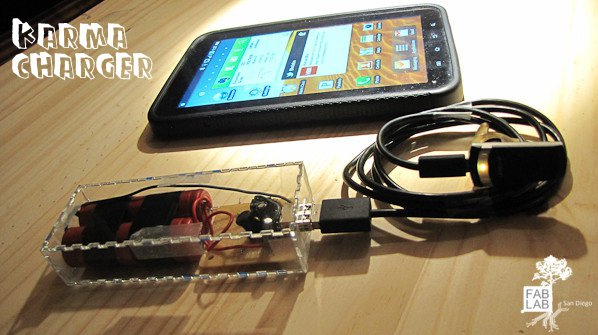 KARMA
CHARGER
FAB
LAB
San Diego